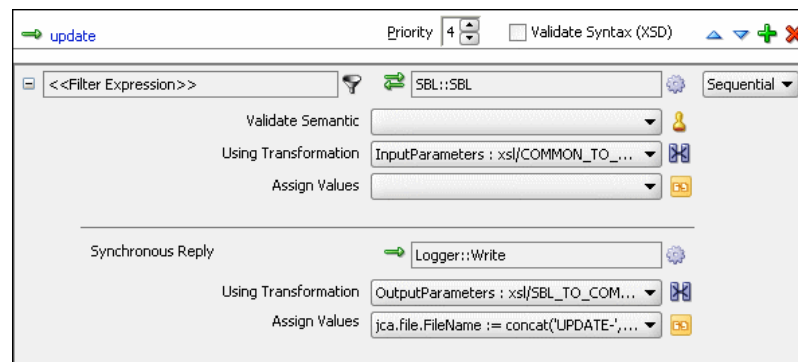 update Priority 4 Validate Syntax (XSD)
<<Filter Expression>> SBL::SBL Sequential
Validate Semantic
Using Transformation InputParameters : xsl/COMMON_TO_...
Assign Values
Synchronous Reply Logger::Write
Using Transformation OutputParameters : xsl/SBL_TO_COM...
Assign Values jca.file.FileName := concat('UPDATE-',...